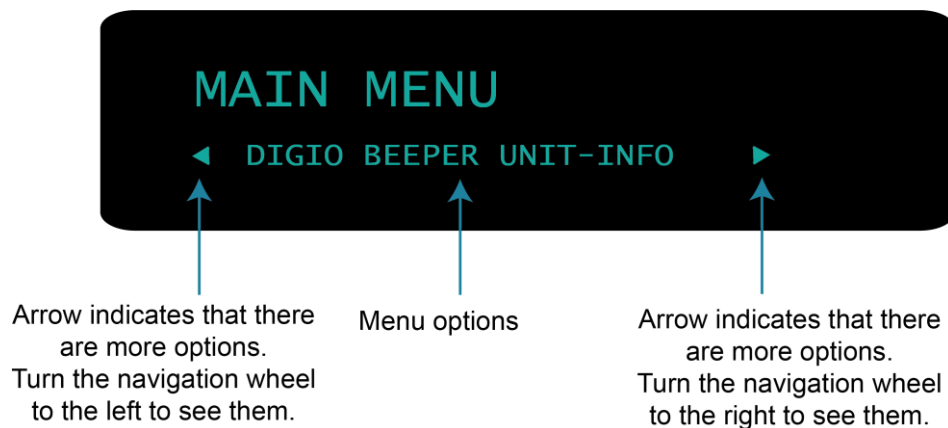 MAIN MENU
◀ DIGIO BEEPER UNIT-INFO ▶
Arrow indicates that there
are more options.
Turn the navigation wheel
to the left to see them.
Menu options
Arrow indicates that there
are more options.
Turn the navigation wheel
to the right to see them.